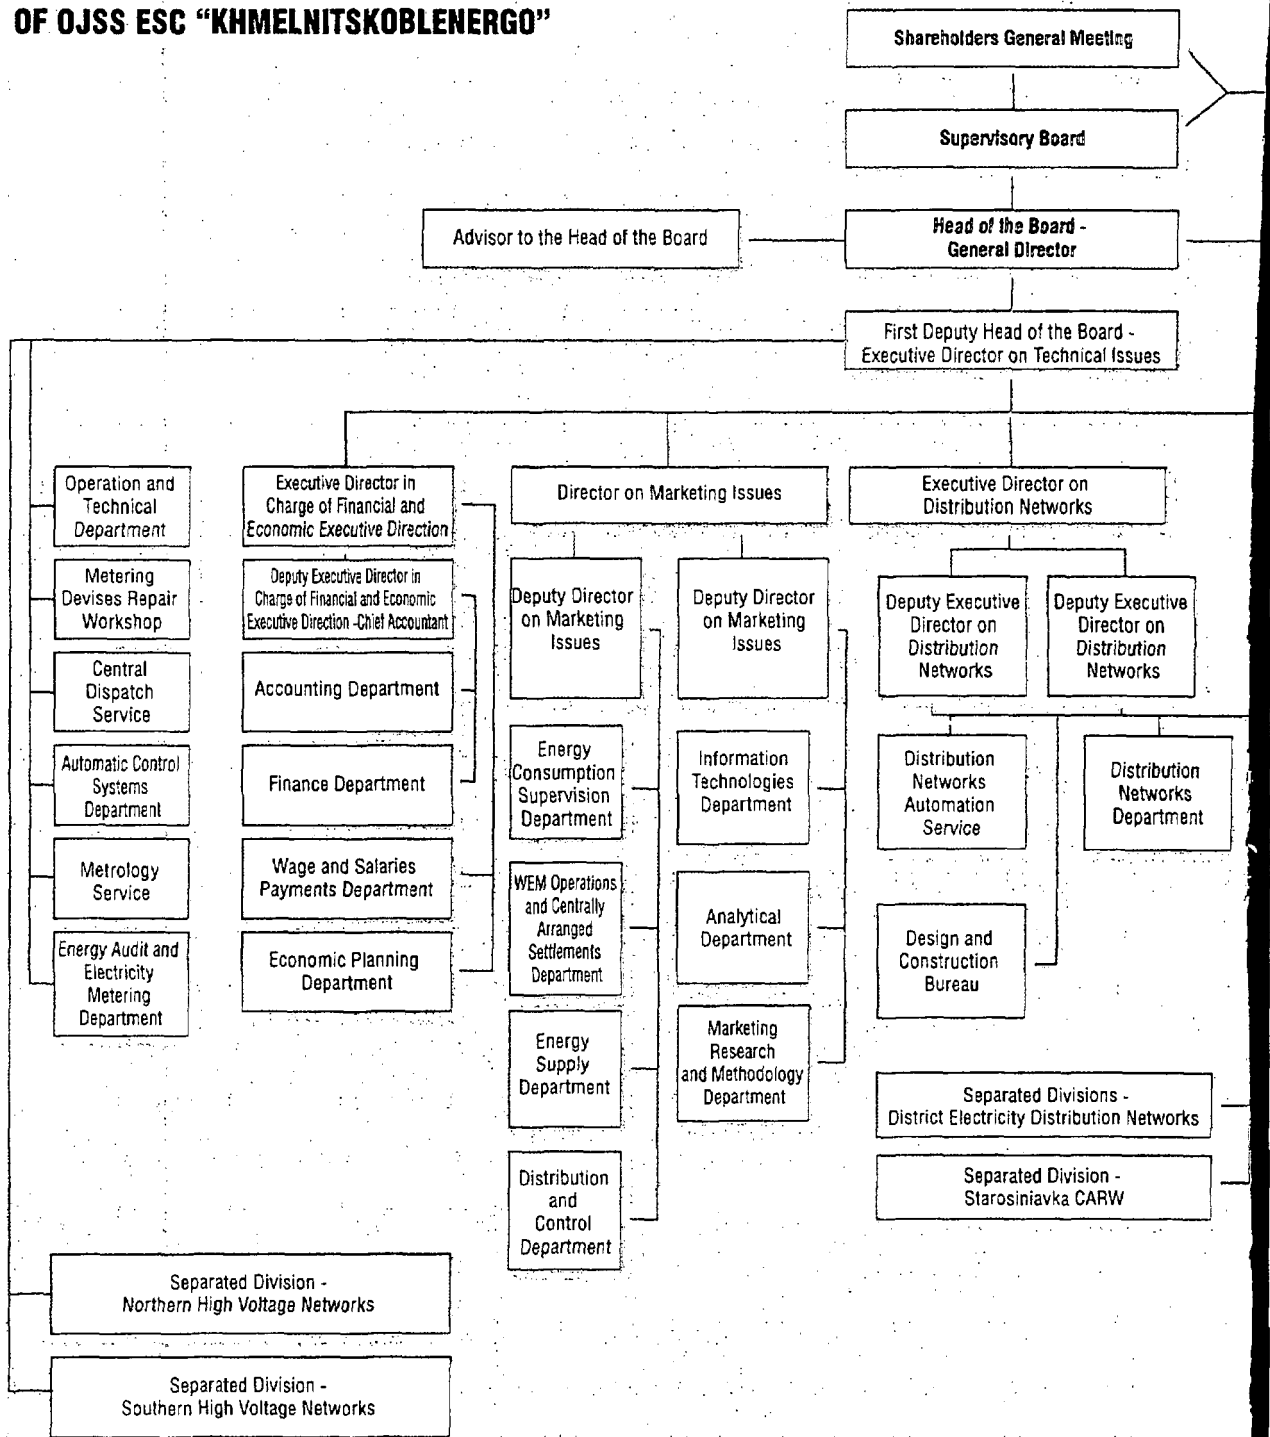 OF OJSS ESC “KHMELNITSKOBLENERGO”
Shareholders General Meeting
Supervisory Board
Advisor to the Head of the Board
Head of the Board -
General Director
First Deputy Head of the Board -
Executive Director on Technical Issues
Operation and
Technical
Department
Metering
Devises Repair
Workshop
Central
Dispatch
Service
Automatic Control
Systems
Department
Metrology
Service
Energy Audit and
Electricity
Metering
Department
Executive Director in
Charge of Financial and
Economic Executive Direction
Deputy Executive Director in
Charge of Financial and Economic
Executive Direction -Chief Accountant
Accounting Department
Finance Department
Wage and Salaries
Payments Department
Economic Planning
Department
Director on Marketing Issues
Deputy Director
on Marketing
Issues
Energy
Consumption
Supervision
Department
WEM Operations
and Centrally
Arranged
Settlements
Department
Energy
Supply
Department
Distribution
and
Control
Department
Deputy Director
on Marketing
Issues
Information
Technologies
Department
Analytical
Department
Marketing
Research
and Methodology
Department
Executive Director on
Distribution Networks
Deputy Executive
Director on
Distribution
Networks
Deputy Executive
Director on
Distribution
Networks
Distribution
Networks
Automation
Service
Distribution
Networks
Department
Design and
Construction
Bureau
Separated Divisions -
District Electricity Distribution Networks
Separated Division -
Starosiniavka CARW
Separated Division -
Northern High Voltage Networks
Separated Division -
Southern High Voltage Networks